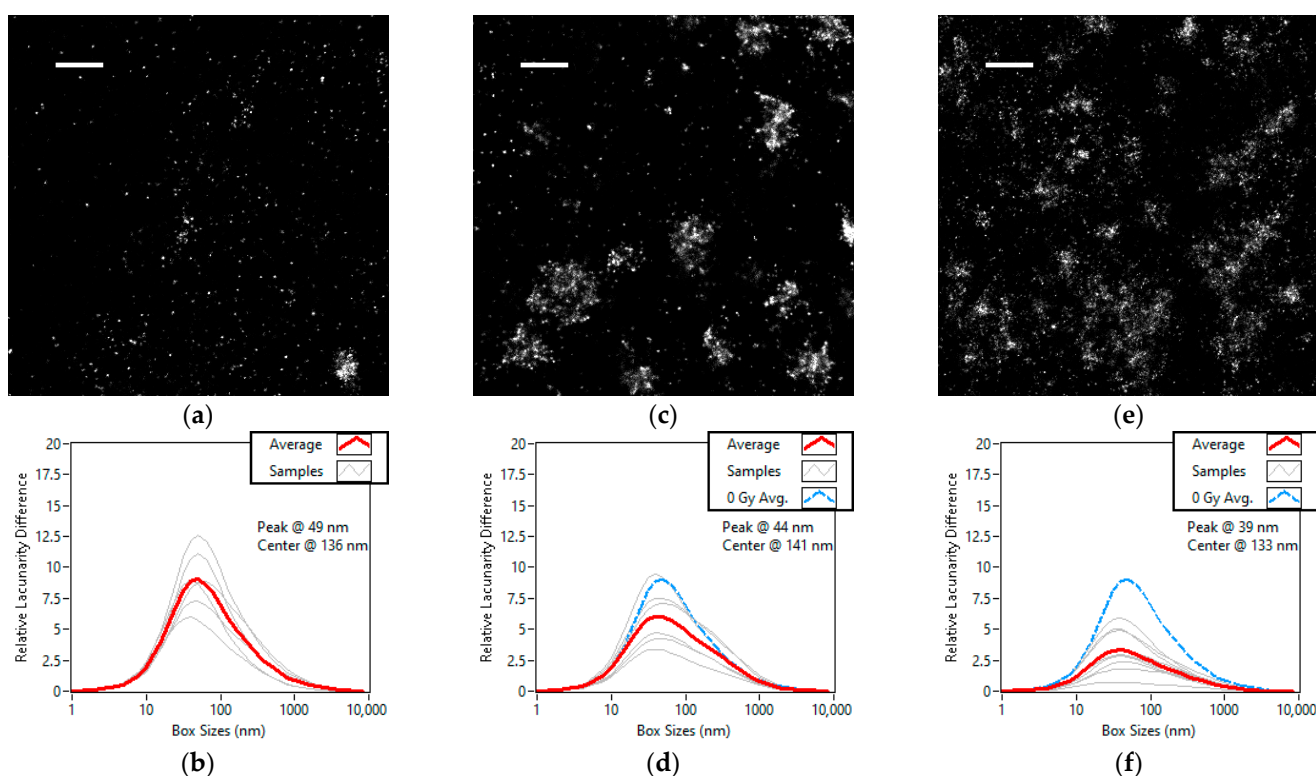 (a)
(c)
(e)
Average
Samples
Peak @ 49 nm
Center @ 136 nm
Relative Lacunarity Difference
20
17.5
15
12.5
10
7.5
5
2.5
0
1
10
100
1000
10,000
Box Sizes (nm)
(b)
Average
Samples
0 Gy Avg.
Peak @ 44 nm
Center @ 141 nm
Relative Lacunarity Difference
20
17.5
15
12.5
10
7.5
5
2.5
0
1
10
100
1000
10,000
Box Sizes (nm)
(d)
Average
Samples
0 Gy Avg.
Peak @ 39 nm
Center @ 133 nm
Relative Lacunarity Difference
20
17.5
15
12.5
10
7.5
5
2.5
0
1
10
100
1000
10,000
Box Sizes (nm)
(f)